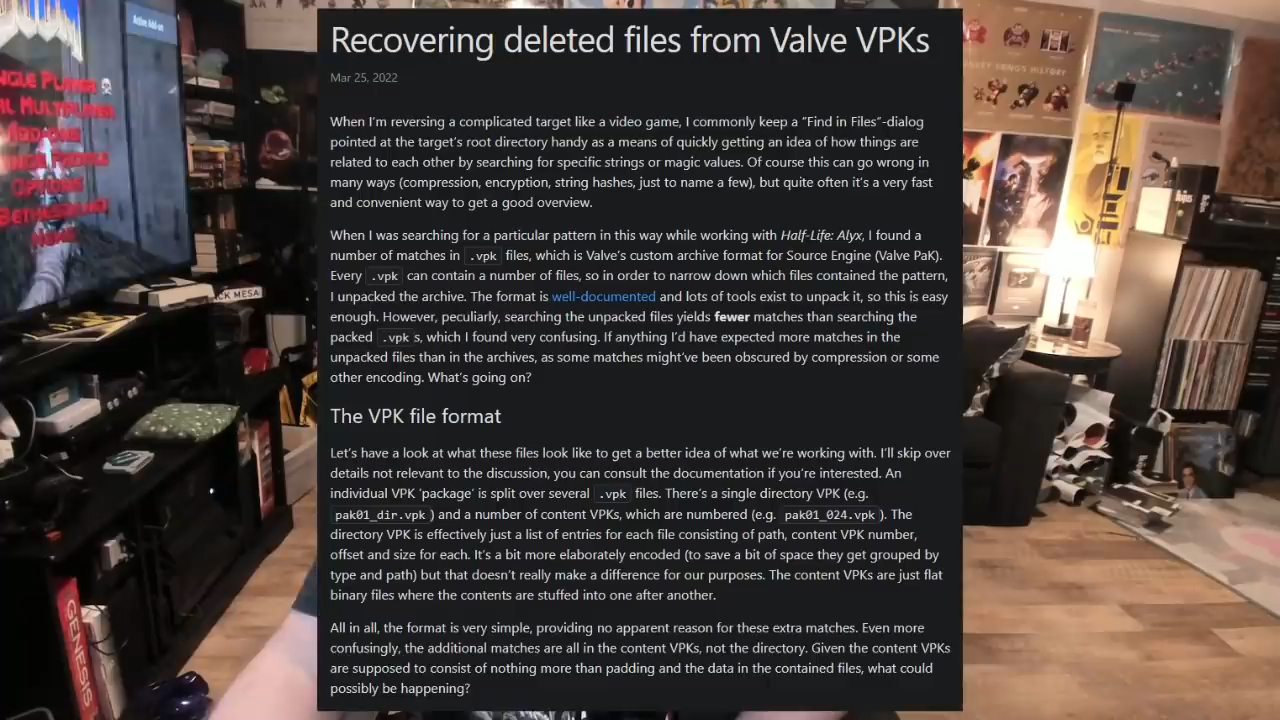 Recovering deleted files from Valve VPKs
Mar 25, 2022
When I'm reversing a complicated target like a video game, I commonly keep a “Find in Files”-dialog
pointed at the target's root directory handy as a means of quickly getting an idea of how things are
related to each other by searching for specific strings or magic values. Of course this can go wrong in
many ways (compression, encryption, string hashes, just to name a few), but quite often it's a very fast
and convenient way to get a good overview.
When I was searching for a particular pattern in this way while working with Half-Life: Alyx, I found a
number of matches in .vpk files, which is Valve's custom archive format for Source Engine (Valve PaK).
Every .vpk can contain a number of files, so in order to narrow down which files contained the pattern,
I unpacked the archive. The format is well-documented and lots of tools exist to unpack it, so this is easy
enough. However, peculiarly, searching the unpacked files yields fewer matches than searching the
packed .vpk s, which I found very confusing. If anything I'd have expected more matches in the
unpacked files than in the archives, as some matches might've been obscured by compression or some
other encoding. What's going on?
The VPK file format
Let's have a look at what these files look like to get a better idea of what we're working with. I'll skip over
details not relevant to the discussion, you can consult the documentation if you're interested. An
individual VPK ‘package’ is split over several .vpk files. There's a single directory VPK (e.g.
pak01_dir.vpk ) and a number of content VPKs, which are numbered (e.g. pak01_024.vpk ). The
directory VPK is effectively just a list of entries for each file consisting of path, content VPK number,
offset and size for each. It's a bit more elaborately encoded (to save a bit of space they get grouped by
type and path) but that doesn't really make a difference for our purposes. The content VPKs are just flat
binary files where the contents are stuffed into one after another.
All in all, the format is very simple, providing no apparent reason for these extra matches. Even more
confusingly, the additional matches are all in the content VPKs, not the directory. Given the content VPKs
are supposed to consist of nothing more than padding and the data in the contained files, what could
possibly be happening?
Active Add-on
Options
CK MESA
GENESIS